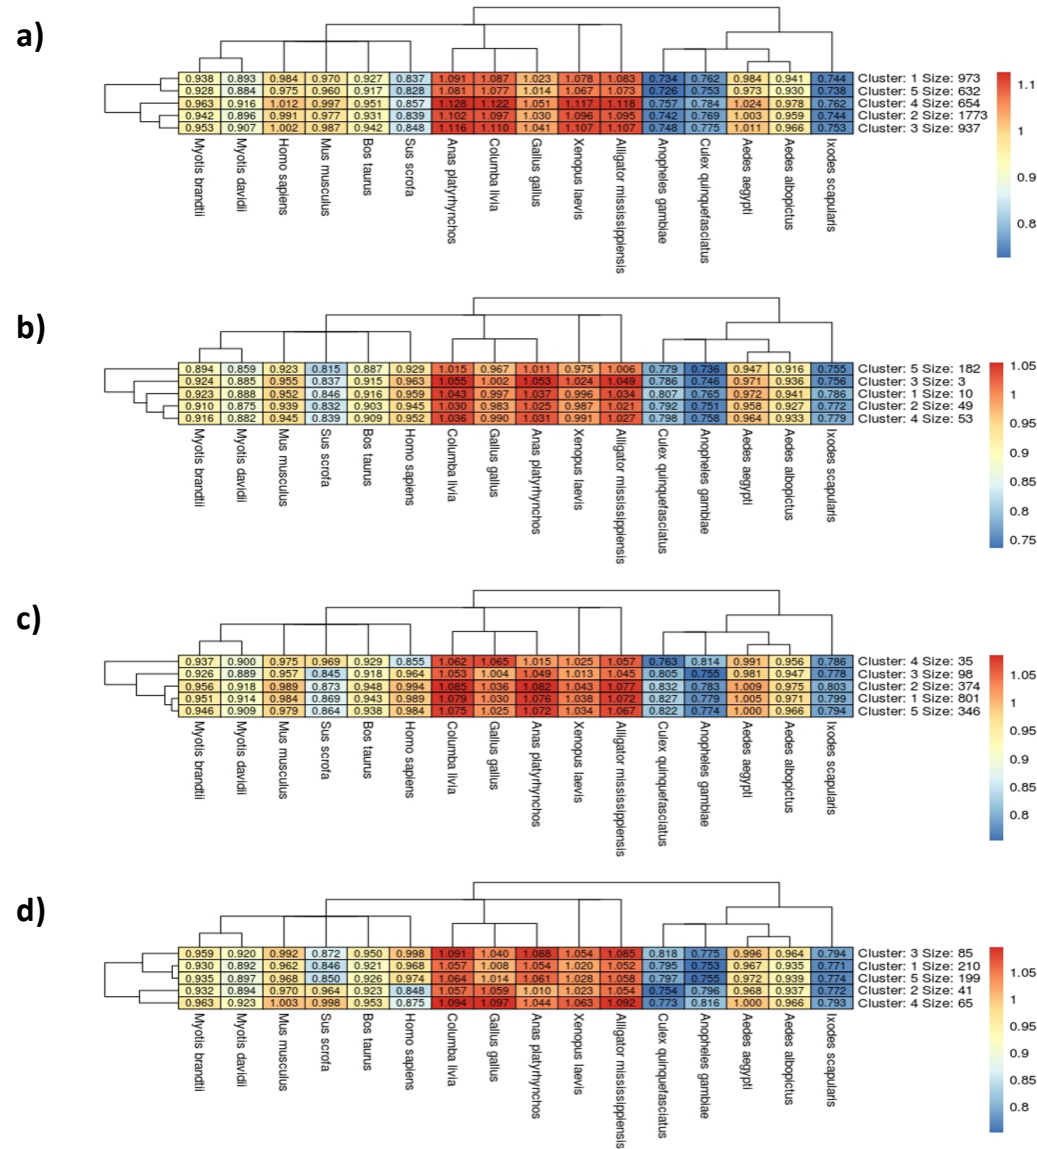 a)
0.938 0.893 0.984 0.970 0.927 0.837 1.091 1.087 1.023 1.078 1.083 0.734 0.762 0.984 0.941 0.744 Cluster: 1 Size: 973
0.928 0.884 0.975 0.960 0.917 0.828 1.081 1.077 1.014 1.067 1.073 0.726 0.753 0.973 0.930 0.738 Cluster: 5 Size: 632
0.963 0.916 1.012 0.997 0.951 0.857 1.128 1.122 1.051 1.117 1.118 0.757 0.784 1.024 0.978 0.762 Cluster: 4 Size: 654
0.942 0.896 0.991 0.977 0.931 0.839 1.102 1.097 1.030 1.096 1.095 0.742 0.769 1.003 0.959 0.744 Cluster: 2 Size: 1773
0.953 0.907 1.002 0.987 0.942 0.848 1.116 1.110 1.041 1.107 1.107 0.748 0.775 1.011 0.966 0.753 Cluster: 3 Size: 937
Myotis brandtii
Myotis davidii
Homo sapiens
Mus musculus
Bos taurus
Sus scrofa
Anas platyrhynchos
Columba livia
Gallus gallus
Xenopus laevis
Alligator mississippiensis
Anopheles gambiae
Culex quinquefasciatus
Aedes aegypti
Aedes albopictus
Ixodes scapularis
1.1
1
0.9
0.8
b)
0.894 0.859 0.923 0.815 0.887 0.929 1.015 0.967 1.011 0.975 1.006 0.779 0.736 0.947 0.916 0.755 Cluster: 5 Size: 182
0.924 0.885 0.955 0.837 0.915 0.963 1.055 1.002 1.053 1.024 1.049 0.786 0.746 0.971 0.936 0.756 Cluster: 3 Size: 3
0.923 0.888 0.952 0.846 0.916 0.959 1.043 0.997 1.037 0.996 1.034 0.807 0.765 0.972 0.941 0.786 Cluster: 1 Size: 10
0.910 0.875 0.939 0.832 0.903 0.945 1.030 0.983 1.025 0.987 1.021 0.792 0.751 0.958 0.927 0.772 Cluster: 2 Size: 49
0.916 0.882 0.945 0.839 0.909 0.952 1.036 0.990 1.031 0.991 1.027 0.798 0.758 0.964 0.933 0.779 Cluster: 4 Size: 53
Myotis brandtii
Myotis davidii
Mus musculus
Sus scrofa
Bos taurus
Homo sapiens
Columba livia
Gallus gallus
Anas platyrhynchos
Xenopus laevis
Alligator mississippiensis
Culex quinquefasciatus
Anopheles gambiae
Aedes aegypti
Aedes albopictus
Ixodes scapularis
1.05
1
0.95
0.9
0.85
0.8
0.75
c)
0.937 0.900 0.975 0.969 0.929 0.855 1.062 1.065 1.015 1.025 1.057 0.763 0.814 0.991 0.956 0.786 Cluster: 4 Size: 35
0.926 0.889 0.957 0.845 0.918 0.964 1.053 1.004 1.049 1.013 1.045 0.805 0.755 0.981 0.947 0.778 Cluster: 3 Size: 98
0.956 0.918 0.989 0.873 0.948 0.994 1.085 1.036 1.082 1.043 1.077 0.832 0.783 1.009 0.975 0.803 Cluster: 2 Size: 374
0.951 0.914 0.984 0.869 0.943 0.989 1.079 1.030 1.076 1.038 1.072 0.827 0.779 1.005 0.971 0.799 Cluster: 1 Size: 801
0.946 0.909 0.979 0.864 0.938 0.984 1.075 1.025 1.072 1.034 1.067 0.822 0.774 1.000 0.966 0.794 Cluster: 5 Size: 346
Myotis brandtii
Myotis davidii
Mus musculus
Sus scrofa
Bos taurus
Homo sapiens
Columba livia
Gallus gallus
Anas platyrhynchos
Xenopus laevis
Alligator mississippiensis
Culex quinquefasciatus
Anopheles gambiae
Aedes aegypti
Aedes albopictus
Ixodes scapularis
1.05
1
0.95
0.9
0.85
0.8
d)
0.959 0.920 0.992 0.872 0.950 0.998 1.091 1.040 1.088 1.054 1.085 0.818 0.775 0.996 0.964 0.794 Cluster: 3 Size: 85
0.930 0.892 0.962 0.846 0.921 0.968 1.057 1.008 1.054 1.020 1.052 0.795 0.753 0.967 0.935 0.771 Cluster: 1 Size: 210
0.935 0.897 0.968 0.850 0.926 0.974 1.064 1.014 1.061 1.028 1.058 0.797 0.755 0.972 0.939 0.774 Cluster: 5 Size: 199
0.932 0.894 0.970 0.964 0.923 0.848 1.057 1.059 1.010 1.023 1.054 0.754 0.796 0.968 0.937 0.772 Cluster: 2 Size: 41
0.963 0.923 1.003 0.998 0.953 0.875 1.094 1.097 1.044 1.063 1.092 0.773 0.816 1.000 0.966 0.793 Cluster: 4 Size: 65
Myotis brandtii
Myotis davidii
Mus musculus
Sus scrofa
Bos taurus
Homo sapiens
Columba livia
Gallus gallus
Anas platyrhynchos
Xenopus laevis
Alligator mississippiensis
Culex quinquefasciatus
Anopheles gambiae
Aedes aegypti
Aedes albopictus
Ixodes scapularis
1.05
1
0.95
0.9
0.85
0.8